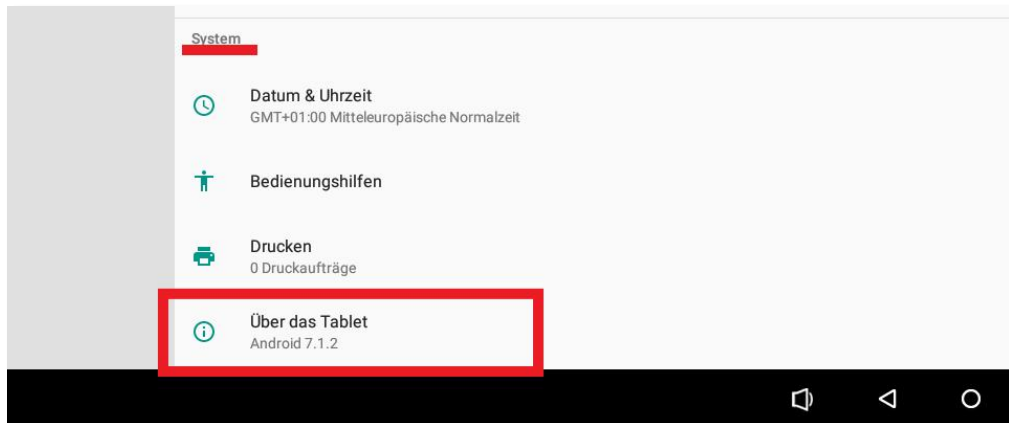 System
Datum & Uhrzeit
GMT+01:00 Mitteleuropäische Normalzeit
Bedienungshilfen
Drucken
0 Druckaufträge
Über das Tablet
Android 7.1.2